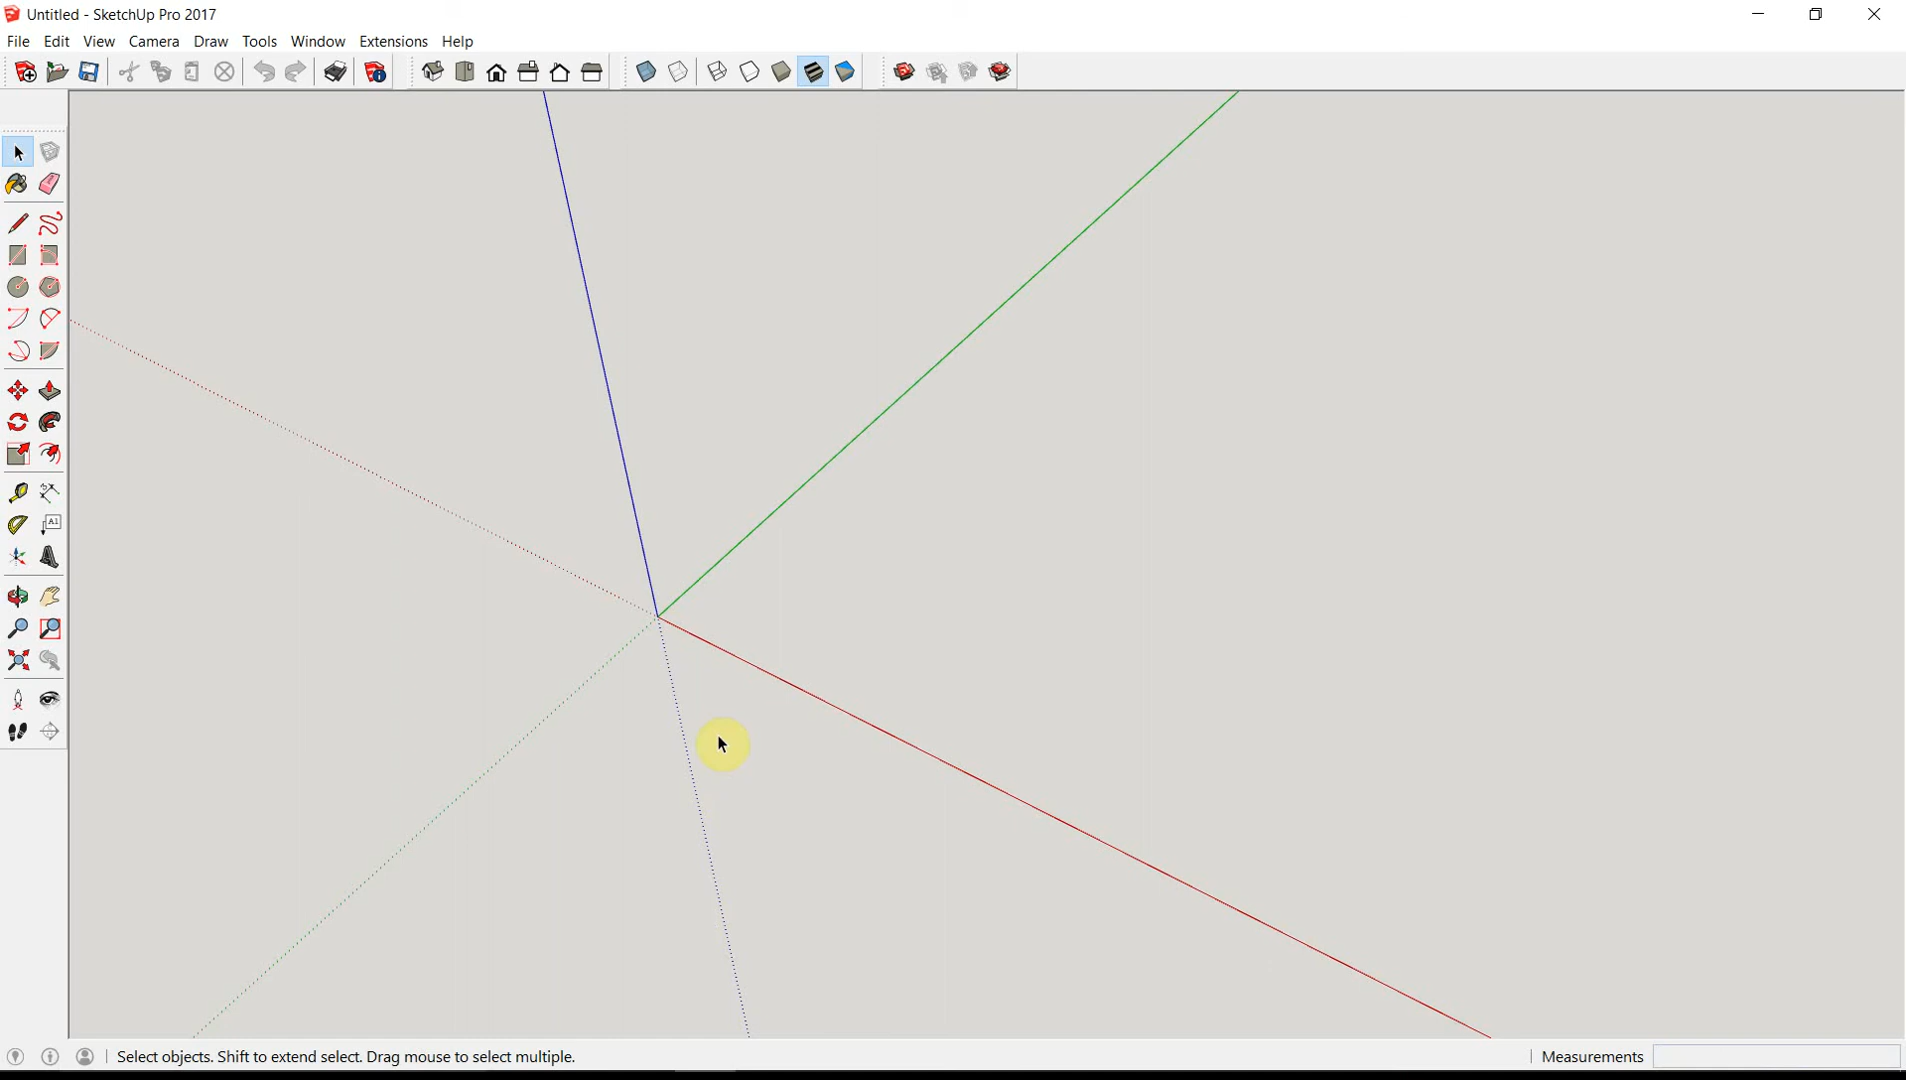 Untitled - SketchUp Pro 2017
File Edit View Camera Draw Tools Window Extensions Help
A1
Select objects. Shift to extend select. Drag mouse to select multiple.
Measurements